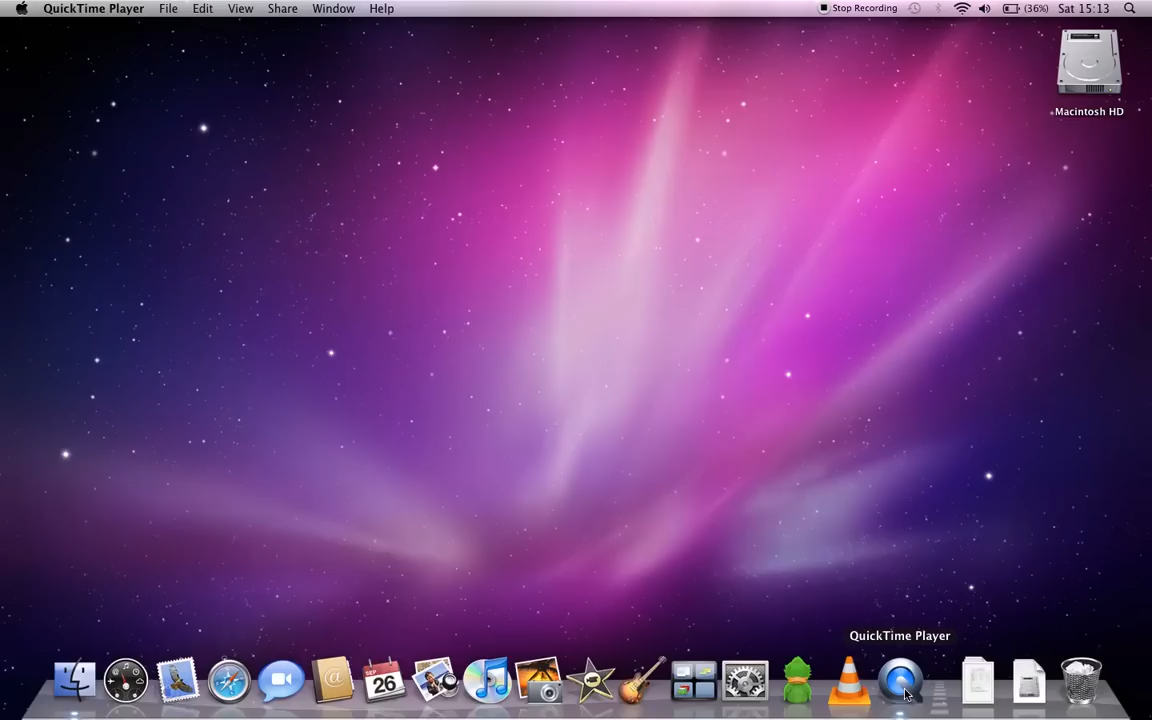 QuickTime Player File Edit View Share Window Help Stop Recording (36%) Sat 15:13
Macintosh HD
QuickTime Player
SEP
26